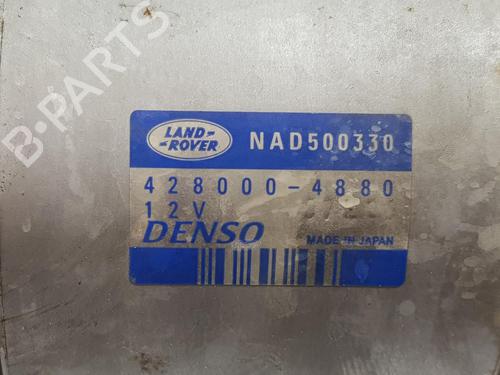 B-PARTS
LAND-
ROVER
NAD500330
428000-4880
12V
DENSO
MADE IN JAPAN